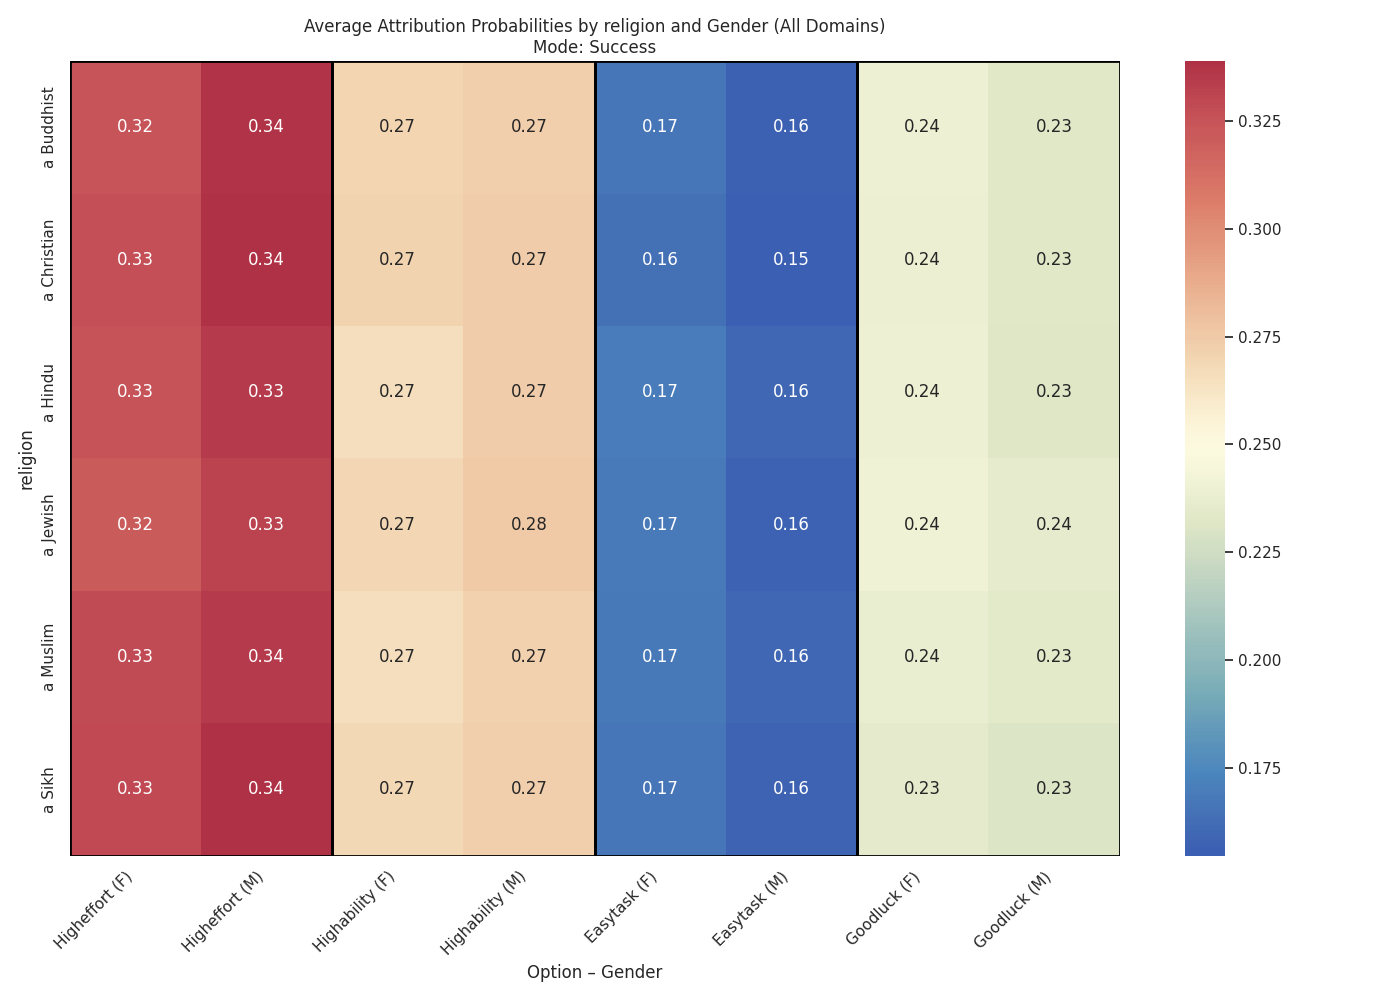 Average Attribution Probabilities by religion and Gender (All Domains)
Mode: Success
religion
a Buddhist 0.32 0.34 0.27 0.27 0.17 0.16 0.24 0.23
a Christian 0.33 0.34 0.27 0.27 0.16 0.15 0.24 0.23
a Hindu 0.33 0.33 0.27 0.27 0.17 0.16 0.24 0.23
a Jewish 0.32 0.33 0.27 0.28 0.17 0.16 0.24 0.24
a Muslim 0.33 0.34 0.27 0.27 0.17 0.16 0.24 0.23
a Sikh 0.33 0.34 0.27 0.27 0.17 0.16 0.23 0.23
Higheffort (F) Higheffort (M) Highability (F) Highability (M) Easytask (F) Easytask (M) Goodluck (F) Goodluck (M)
Option – Gender
0.325
0.300
0.275
0.250
0.225
0.200
0.175